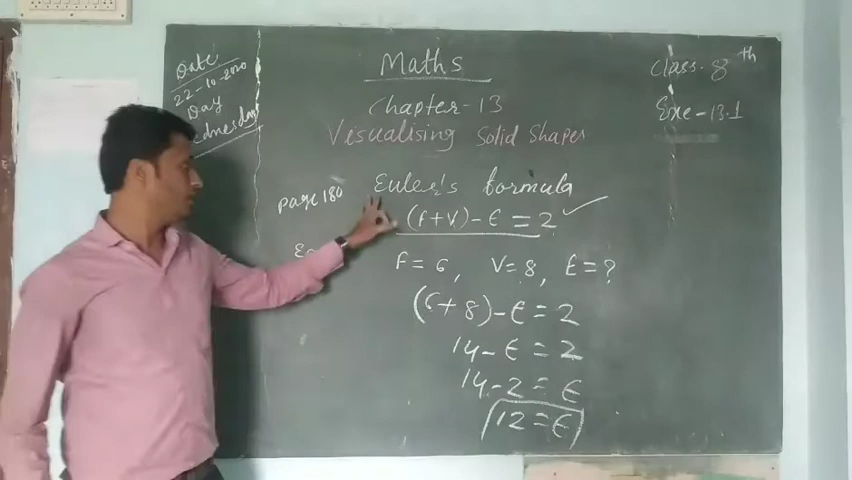 Date
22-10-2020
Day
Wednesday
Maths
Class-8th
Chapter-13
Exe-13.1
Visualising Solid Shapes
Euler's formula
page 180
(F+V)-E=2
F=6, V=8, E=?
(6+8)-E=2
14-E=2
14-2=E
12=E